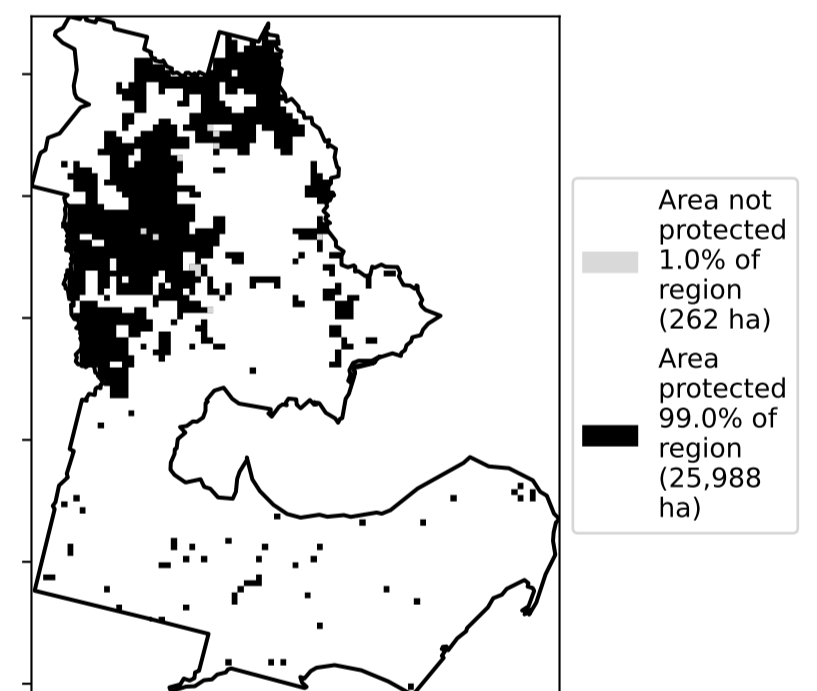 Area not
protected
1.0% of
region
(262 ha)
Area
protected
99.0% of
region
(25,988
ha)